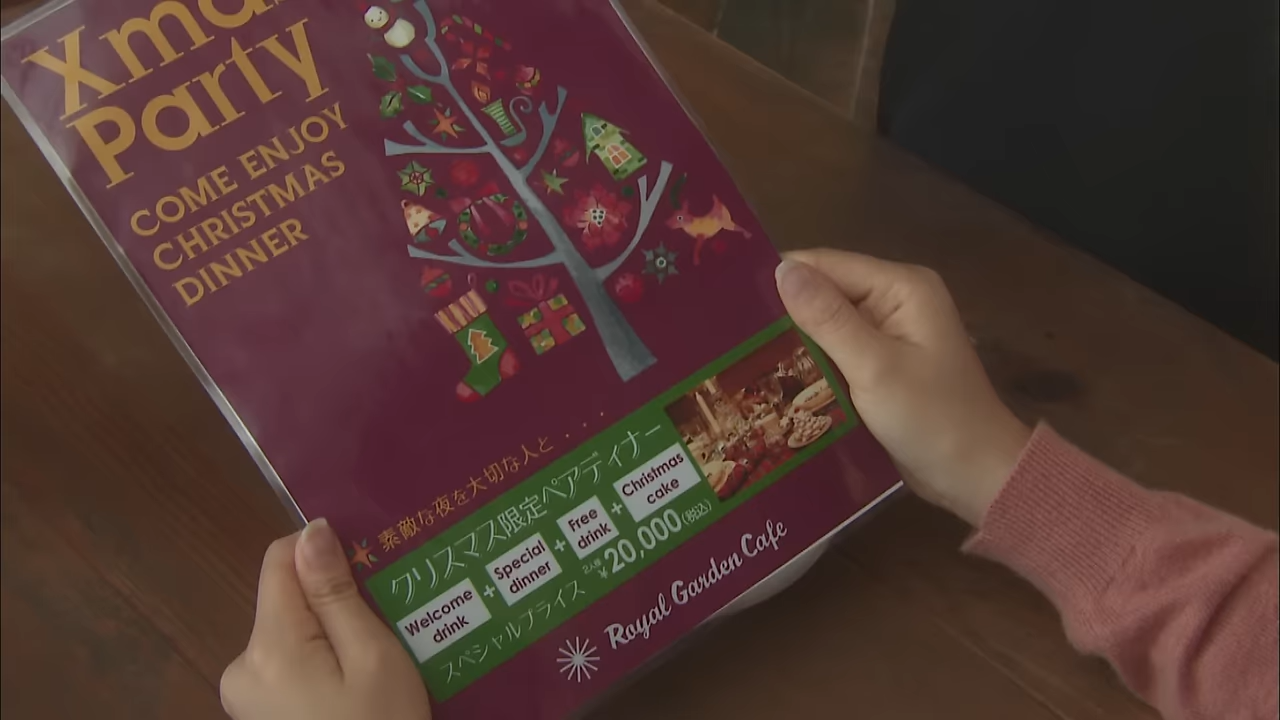 Xmas
Party
COME ENJOY
CHRISTMAS
DINNER
素敵な夜を大切な人と・・・
クリスマス限定ペアディナー
Welcome drink + Special dinner + Free drink + Christmas cake
スペシャルプライス 2人様 ¥20,000(税込)
Royal Garden Cafe